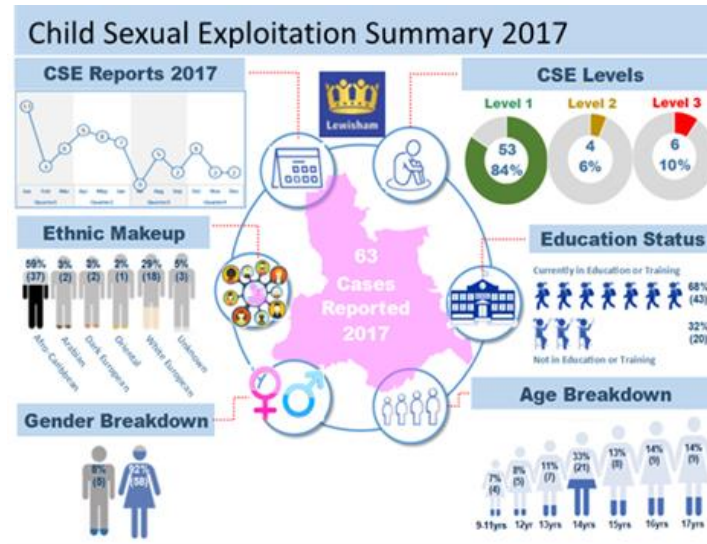 Child Sexual Exploitation Summary 2017
CSE Reports 2017
Lewisham
CSE Levels
Level 1
Level 2
Level 3
53
84%
4
6%
6
10%
Ethnic Makeup
59%
(37)
3%
(2)
3%
(2)
2%
(1)
29%
(18)
5%
(3)
Afro-Caribbean
Arabian
Dark European
Oriental
White European
Unknown
63
Cases
Reported
2017
Education Status
Currently in Education or Training
68%
(43)
32%
(20)
Not in Education or Training
Gender Breakdown
8%
(5)
92%
(58)
Age Breakdown
7%
(4)
8%
(5)
11%
(7)
33%
(21)
13%
(8)
14%
(9)
14%
(9)
9-11yrs 12yr 13yrs 14yrs 15yrs 16yrs 17yrs